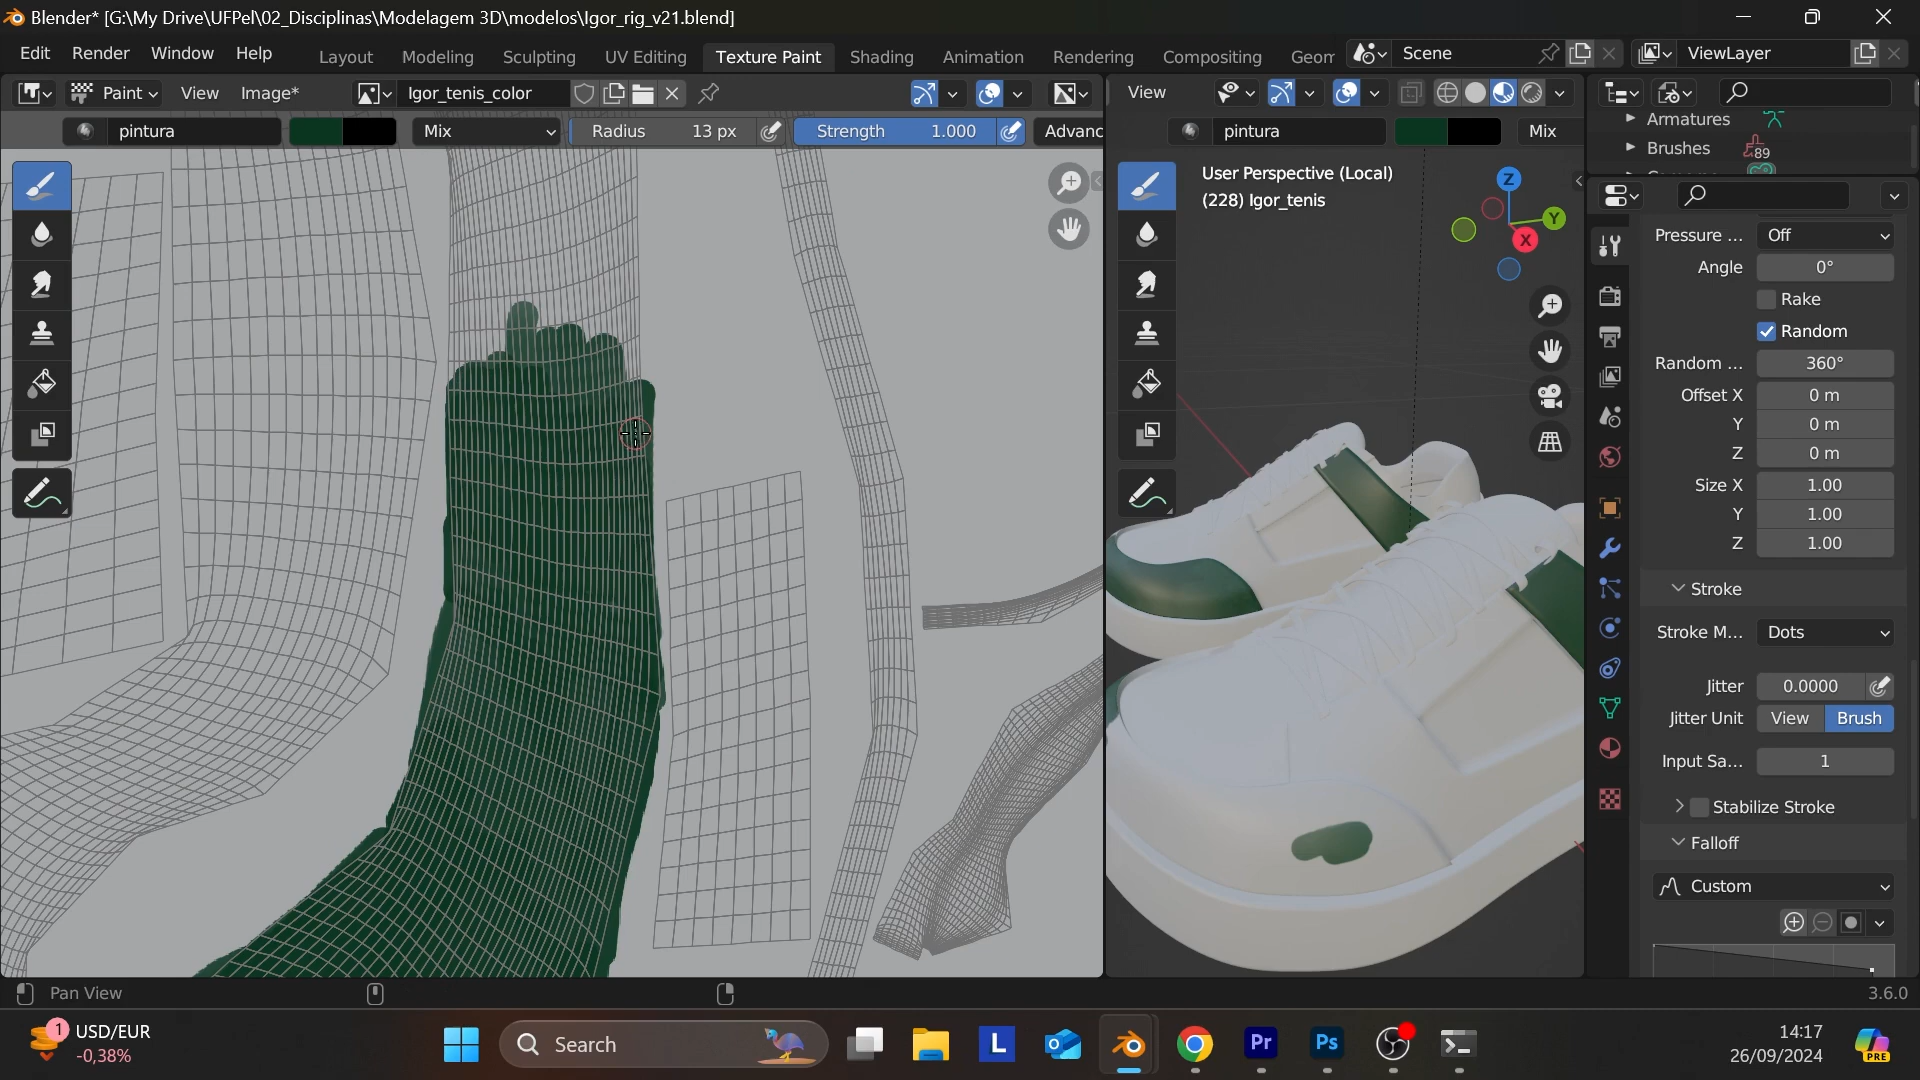 Blender* [G:\My Drive\UFPel\02_Disciplinas\Modelagem 3D\modelos\Igor_rig_v21.blend]
Edit Render Window Help Layout Modeling Sculpting UV Editing Texture Paint Shading Animation Rendering Compositing Geom Scene ViewLayer
Paint View Image* Igor_tenis_color View
pintura Mix Radius 13 px Strength 1.000 Advanc pintura Mix
Armatures
Brushes 89
User Perspective (Local)
(228) Igor_tenis
Z
Y
X
Pressure ... Off
Angle 0°
Rake
Random
Random ... 360°
Offset X 0 m
Y 0 m
Z 0 m
Size X 1.00
Y 1.00
Z 1.00
Stroke
Stroke M... Dots
Jitter 0.0000
Jitter Unit View Brush
Input Sa... 1
Stabilize Stroke
Falloff
Custom
Pan View 3.6.0
1 USD/EUR
-0,38%
Search
L
Pr
Ps
14:17
26/09/2024
PRE